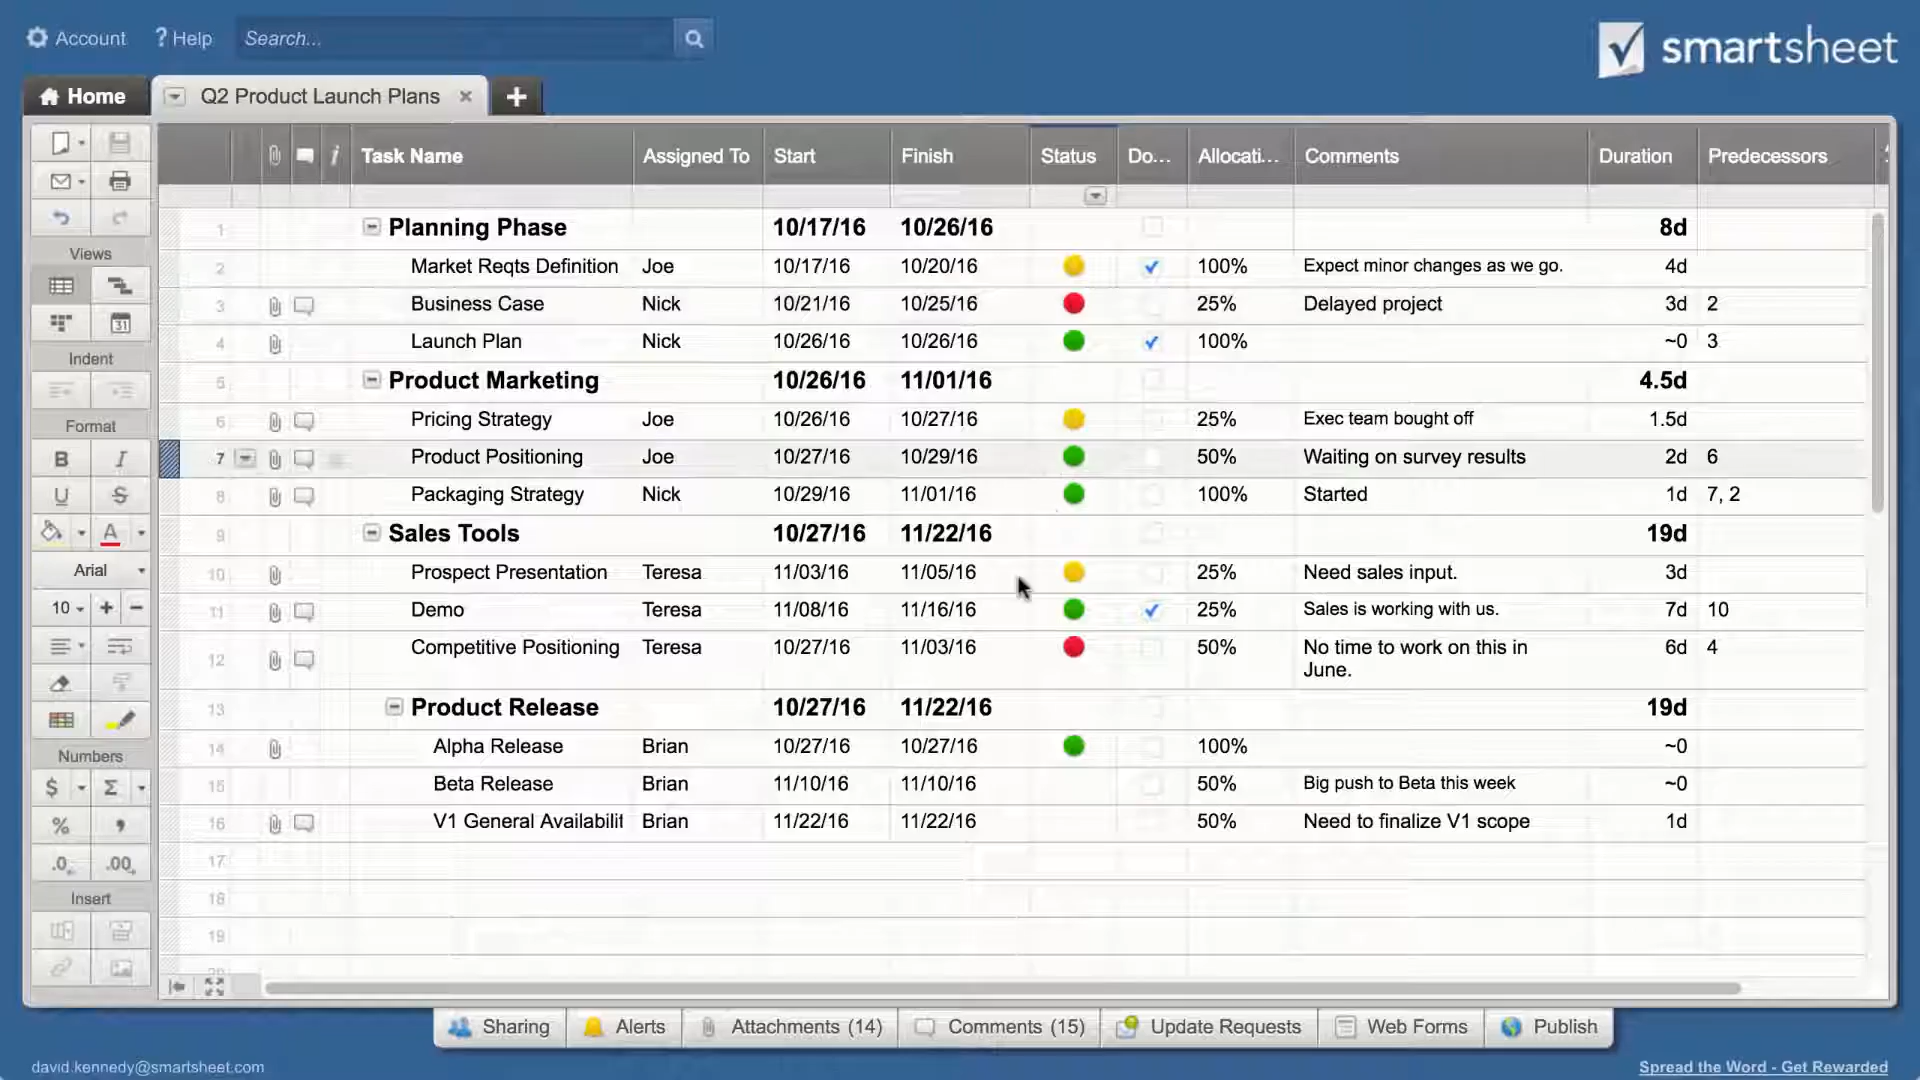 Account ? Help Search...
smartsheet
Home Q2 Product Launch Plans
Task Name Assigned To Start Finish Status Do... Allocati... Comments Duration Predecessors
Views
Indent
Format
B I
U S
A
Arial
10
Numbers
$ Σ
% ,
.0 .00
Insert
31
1 Planning Phase 10/17/16 10/26/16 8d
2 Market Reqts Definition Joe 10/17/16 10/20/16 100% Expect minor changes as we go. 4d
3 Business Case Nick 10/21/16 10/25/16 25% Delayed project 3d 2
4 Launch Plan Nick 10/26/16 10/26/16 100% ~0 3
5 Product Marketing 10/26/16 11/01/16 4.5d
6 Pricing Strategy Joe 10/26/16 10/27/16 25% Exec team bought off 1.5d
7 Product Positioning Joe 10/27/16 10/29/16 50% Waiting on survey results 2d 6
8 Packaging Strategy Nick 10/29/16 11/01/16 100% Started 1d 7, 2
9 Sales Tools 10/27/16 11/22/16 19d
10 Prospect Presentation Teresa 11/03/16 11/05/16 25% Need sales input. 3d
11 Demo Teresa 11/08/16 11/16/16 25% Sales is working with us. 7d 10
12 Competitive Positioning Teresa 10/27/16 11/03/16 50% No time to work on this in 6d 4
June.
13 Product Release 10/27/16 11/22/16 19d
14 Alpha Release Brian 10/27/16 10/27/16 100% ~0
15 Beta Release Brian 11/10/16 11/10/16 50% Big push to Beta this week ~0
16 V1 General Availabilit Brian 11/22/16 11/22/16 50% Need to finalize V1 scope 1d
17
18
19
Sharing Alerts Attachments (14) Comments (15) Update Requests Web Forms Publish
david.kennedy@smartsheet.com
Spread the Word - Get Rewarded